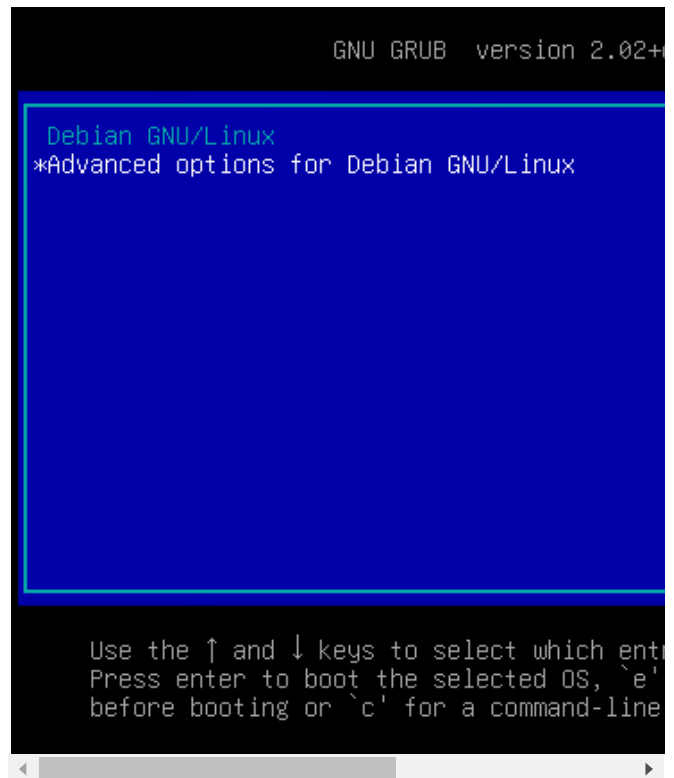 GNU GRUB version 2.02+
Debian GNU/Linux
*Advanced options for Debian GNU/Linux
Use the ↑ and ↓ keys to select which
Press enter to boot the selected OS, `e'
before booting or `c' for a command-line